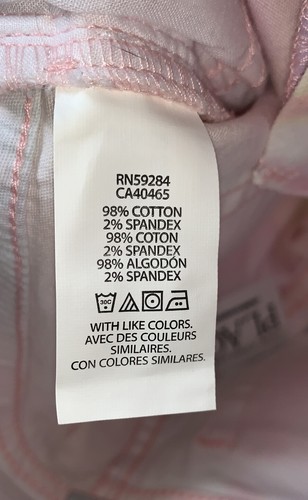 RN59284
CA40465
98% COTTON
2% SPANDEX
98% COTON
2% SPANDEX
98% ALGODÓN
2% SPANDEX
30C
WITH LIKE COLORS.
AVEC DES COULEURS
SIMILAIRES.
CON COLORES SIMILARES.